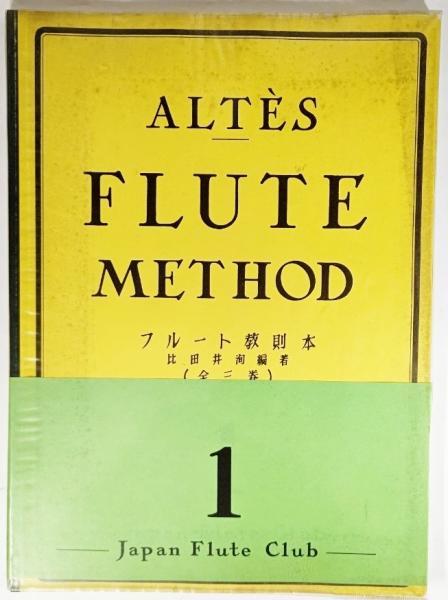 ALTÈS
FLUTE
METHOD
フルート教則本
比田井洵編著
(全三巻)
1
Japan Flute Club